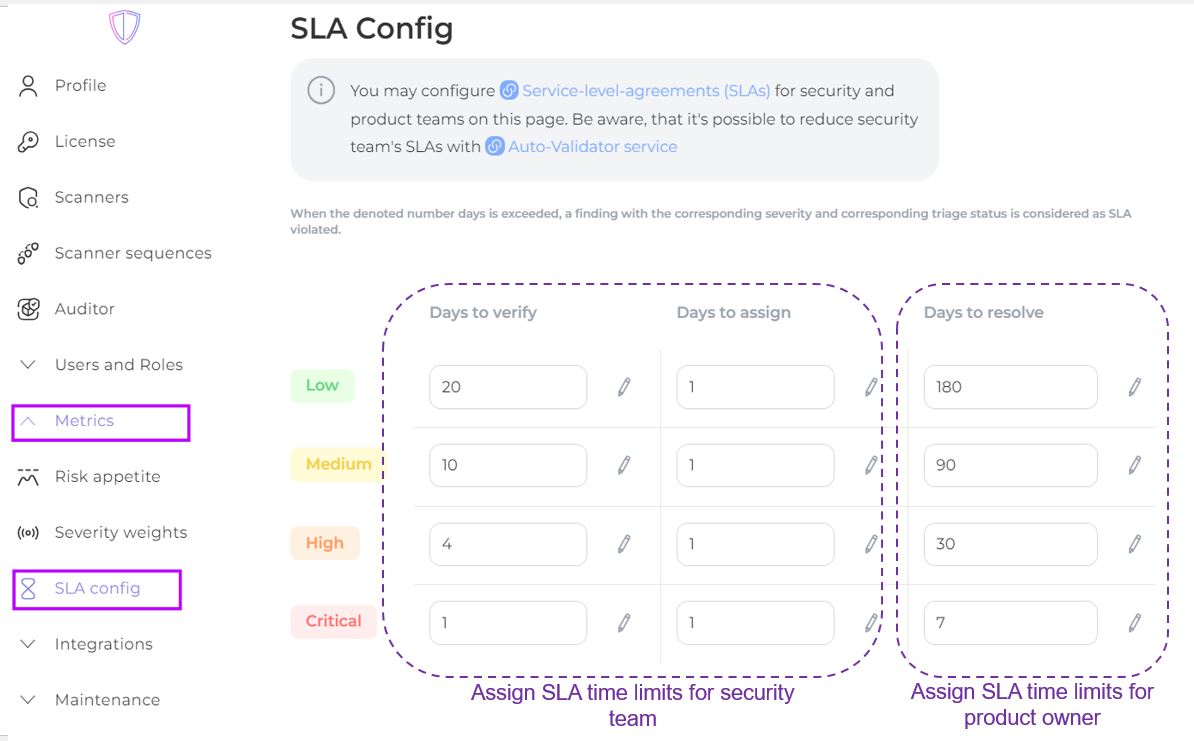 SLA Config
Profile
License
Scanners
Scanner sequences
Auditor
Users and Roles
Metrics
Risk appetite
Severity weights
SLA config
Integrations
Maintenance
You may configure Service-level-agreements (SLAs) for security and
product teams on this page. Be aware, that it's possible to reduce security
team's SLAs with Auto-Validator service
When the denoted number days is exceeded, a finding with the corresponding severity and corresponding triage status is considered as SLA
violated.
Days to verify Days to assign Days to resolve
Low 20 1 180
Medium 10 1 90
High 4 1 30
Critical 1 1 7
Assign SLA time limits for security
team
Assign SLA time limits for
product owner